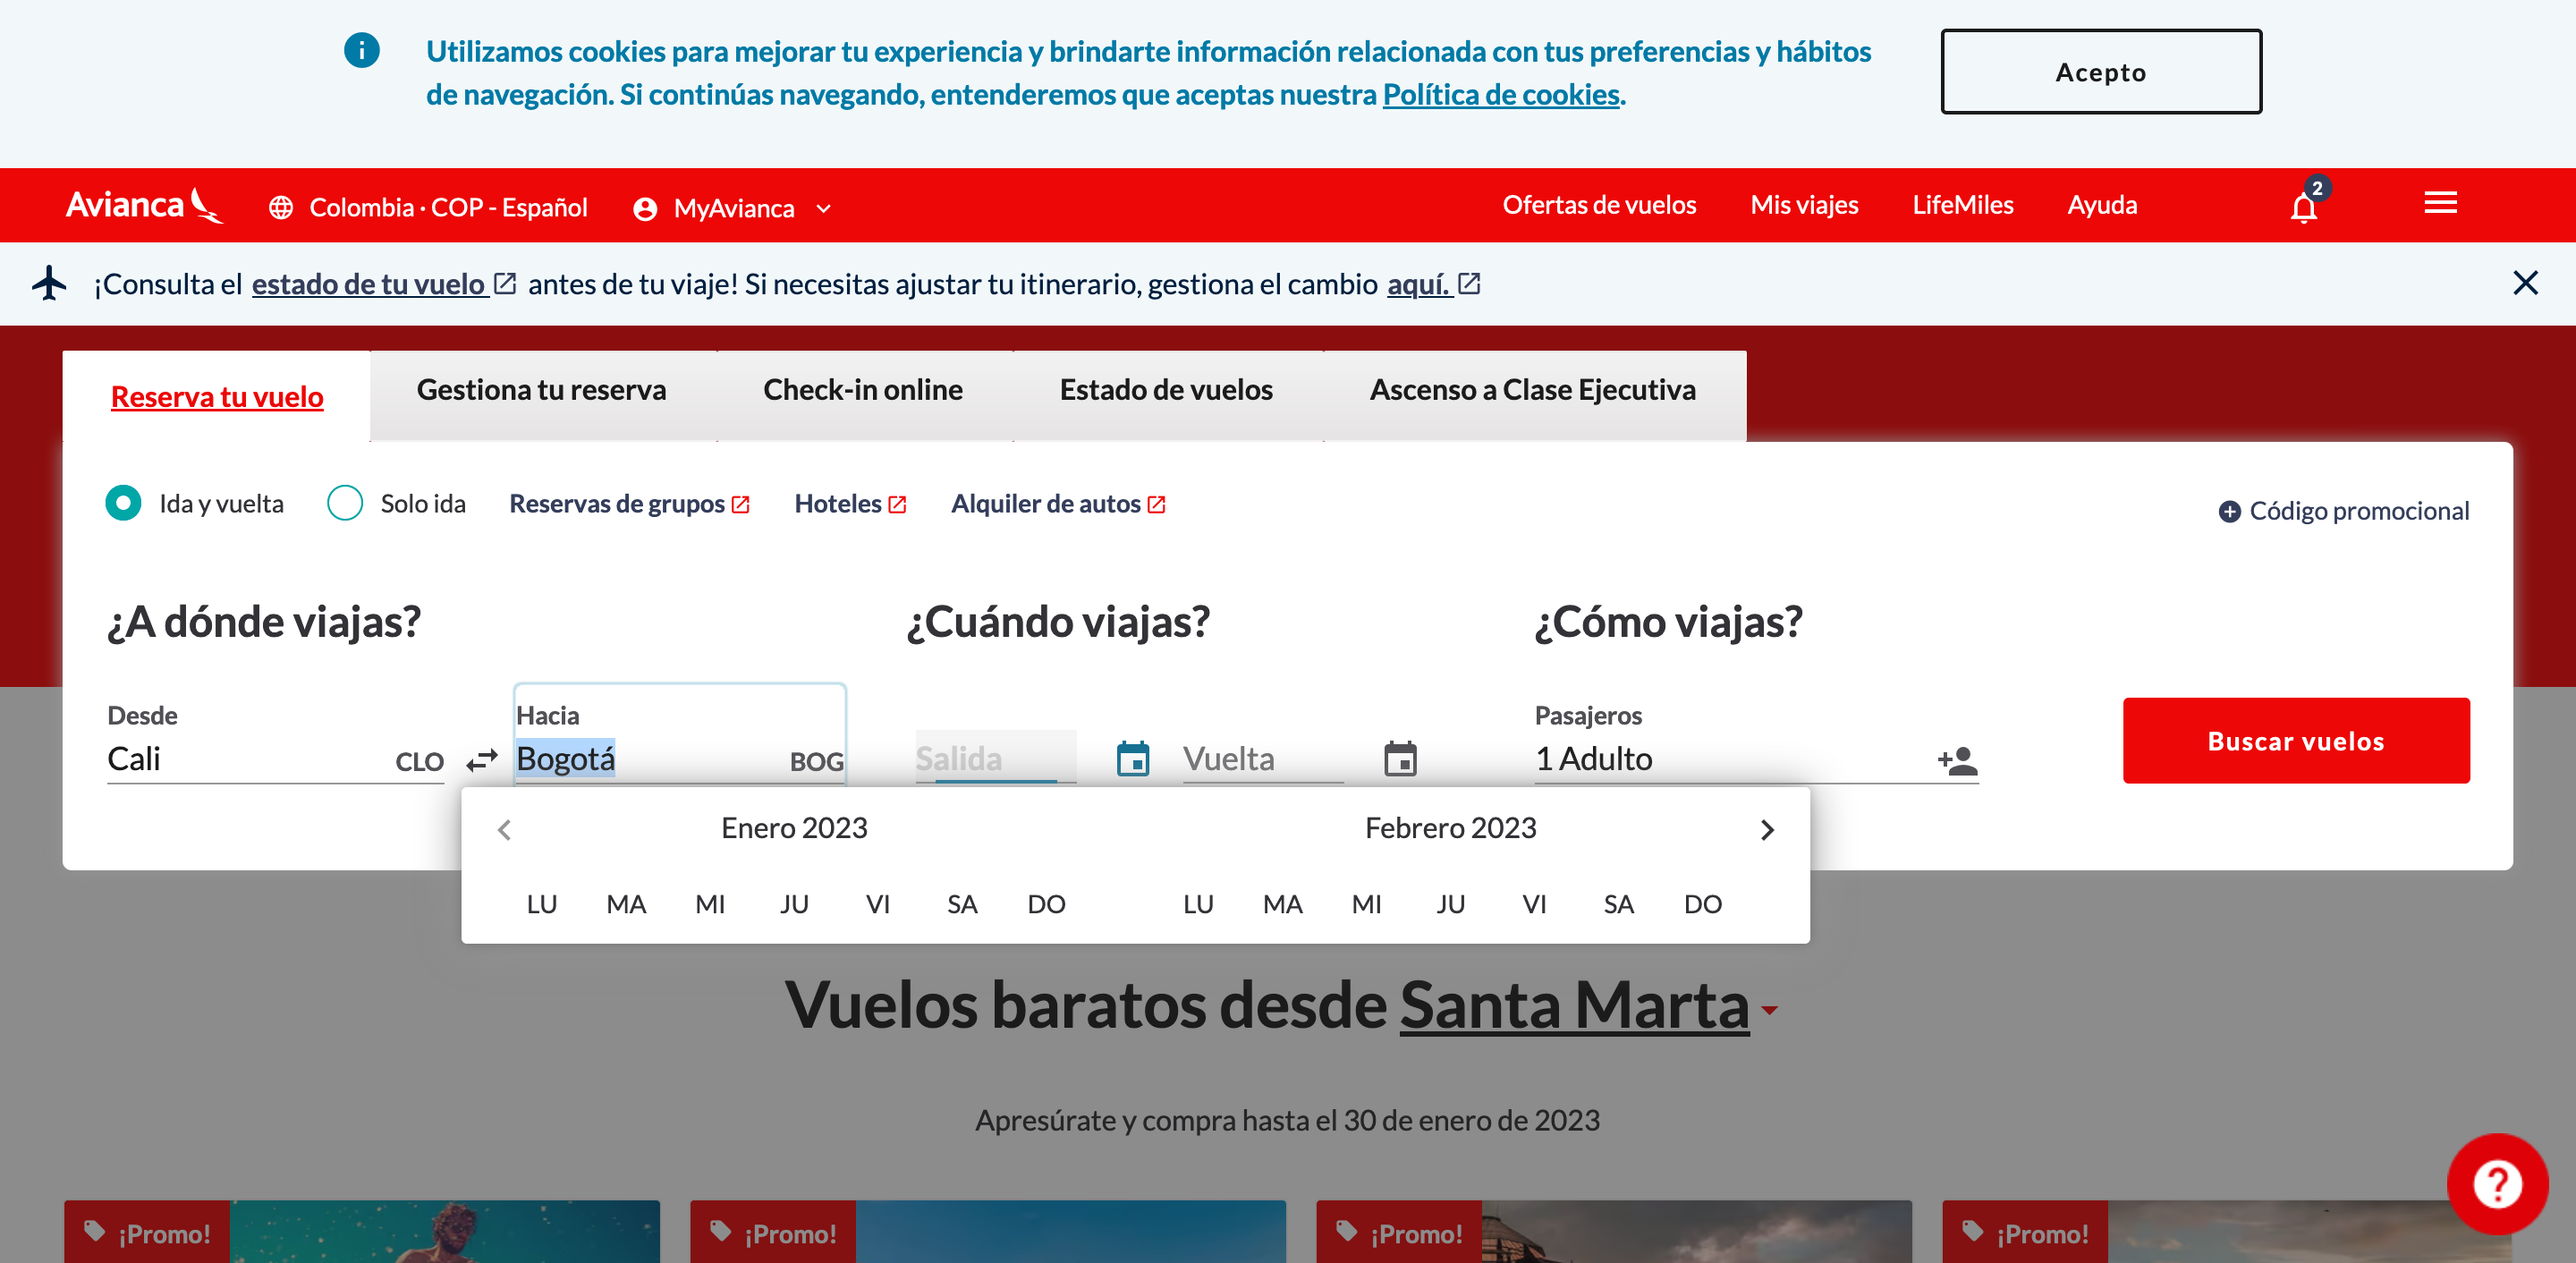 Utilizamos cookies para mejorar tu experiencia y brindarte información relacionada con tus preferencias y hábitos
de navegación. Si continúas navegando, entenderemos que aceptas nuestra Política de cookies.
Acepto
Avianca
Colombia · COP - Español
MyAvianca
Ofertas de vuelos
Mis viajes
LifeMiles
Ayuda
2
¡Consulta el estado de tu vuelo antes de tu viaje! Si necesitas ajustar tu itinerario, gestiona el cambio aquí.
Reserva tu vuelo
Gestiona tu reserva
Check-in online
Estado de vuelos
Ascenso a Clase Ejecutiva
Ida y vuelta
Solo ida
Reservas de grupos
Hoteles
Alquiler de autos
Código promocional
¿A dónde viajas?
¿Cuándo viajas?
¿Cómo viajas?
Desde
Cali
CLO
Hacia
Bogotá
BOG
Salida
Vuelta
Pasajeros
1 Adulto
Buscar vuelos
Enero 2023
Febrero 2023
LU MA MI JU VI SA DO
LU MA MI JU VI SA DO
Vuelos baratos desde Santa Marta
Apresúrate y compra hasta el 30 de enero de 2023
¡Promo!
¡Promo!
¡Promo!
¡Promo!